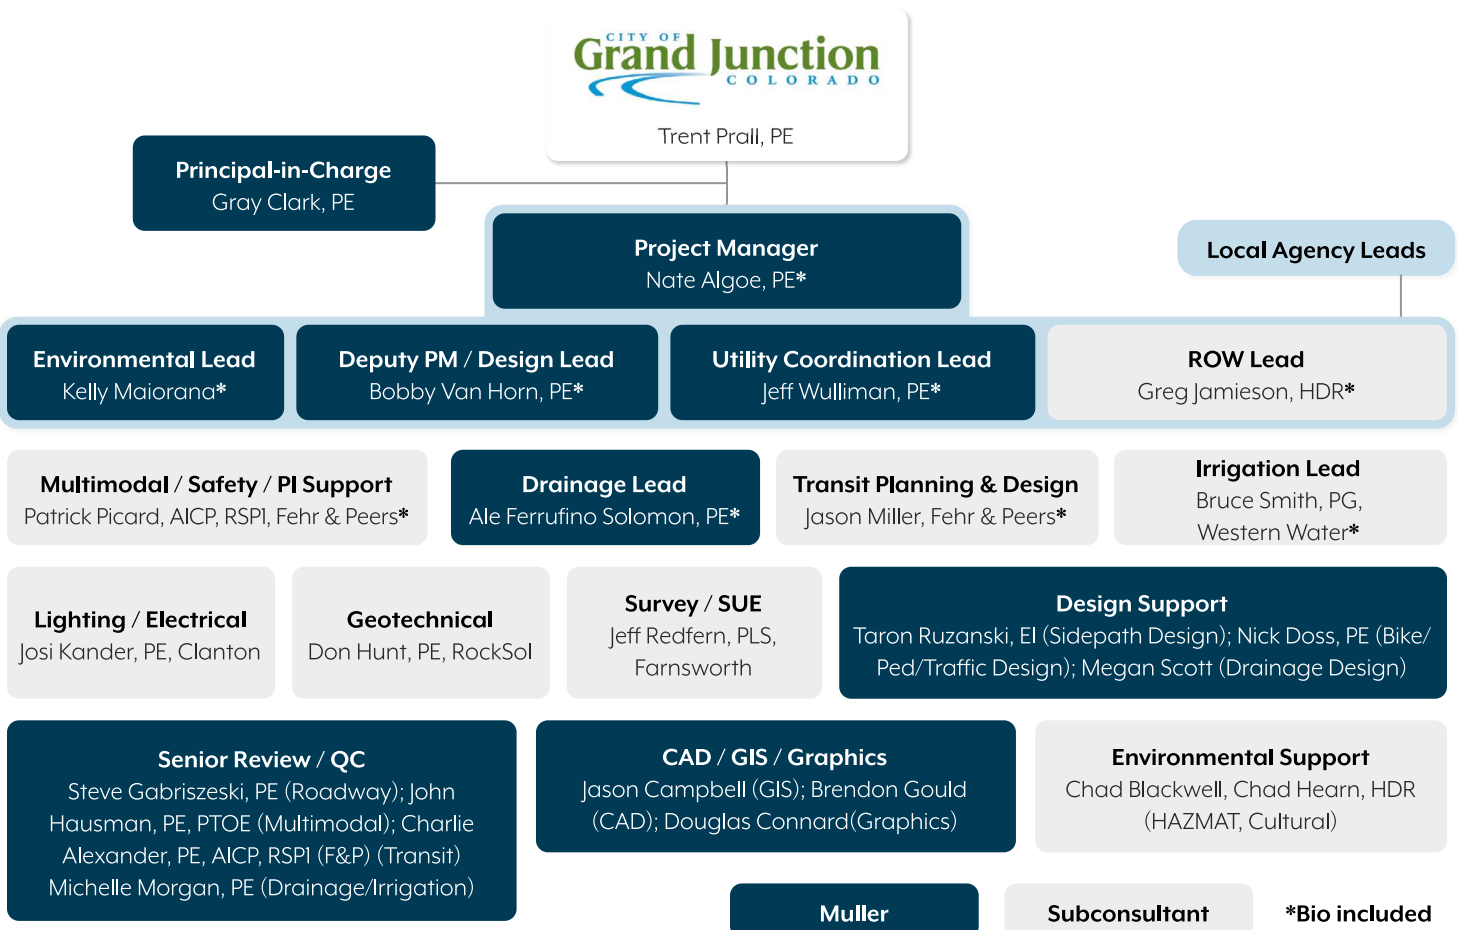 CITY OF
Grand Junction
COLORADO
Trent Prall, PE
Principal-in-Charge
Gray Clark, PE
Project Manager
Nate Algoe, PE*
Local Agency Leads
Environmental Lead
Kelly Maiorana*
Deputy PM / Design Lead
Bobby Van Horn, PE*
Utility Coordination Lead
Jeff Wulliman, PE*
ROW Lead
Greg Jamieson, HDR*
Multimodal / Safety / PI Support
Patrick Picard, AICP, RSP1, Fehr & Peers*
Drainage Lead
Ale Ferrufino Solomon, PE*
Transit Planning & Design
Jason Miller, Fehr & Peers*
Irrigation Lead
Bruce Smith, PG,
Western Water*
Lighting / Electrical
Josi Kander, PE, Clanton
Geotechnical
Don Hunt, PE, RockSol
Survey / SUE
Jeff Redfern, PLS,
Farnsworth
Design Support
Taron Ruzanski, EI (Sidepath Design); Nick Doss, PE (Bike/
Ped/Traffic Design); Megan Scott (Drainage Design)
Senior Review / QC
Steve Gabriszeski, PE (Roadway); John
Hausman, PE, PTOE (Multimodal); Charlie
Alexander, PE, AICP, RSP1 (F&P) (Transit)
Michelle Morgan, PE (Drainage/Irrigation)
CAD / GIS / Graphics
Jason Campbell (GIS); Brendon Gould
(CAD); Douglas Connard(Graphics)
Environmental Support
Chad Blackwell, Chad Hearn, HDR
(HAZMAT, Cultural)
Muller
Subconsultant
*Bio included